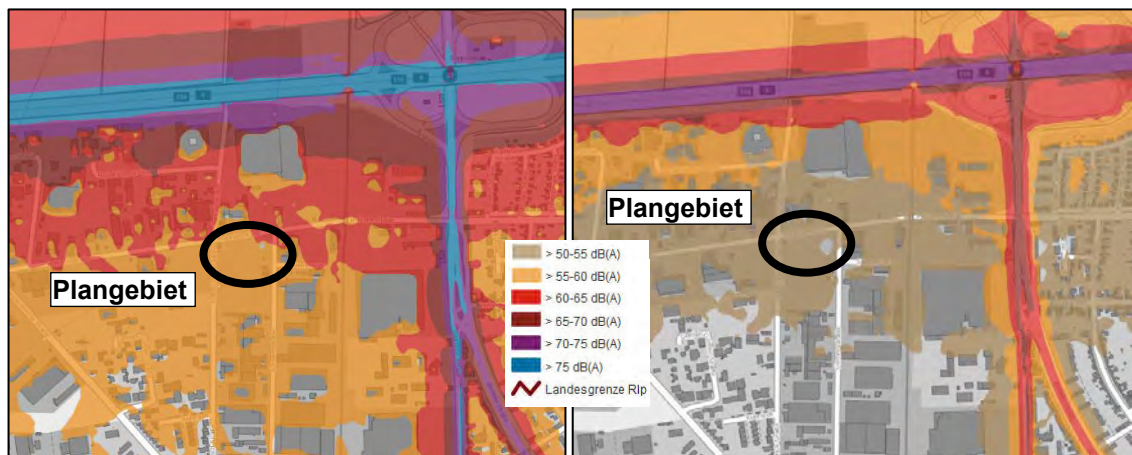 Plangebiet
Plangebiet
> 50-55 dB(A)
> 55-60 dB(A)
> 60-65 dB(A)
> 65-70 dB(A)
> 70-75 dB(A)
> 75 dB(A)
Landesgrenze Rlp